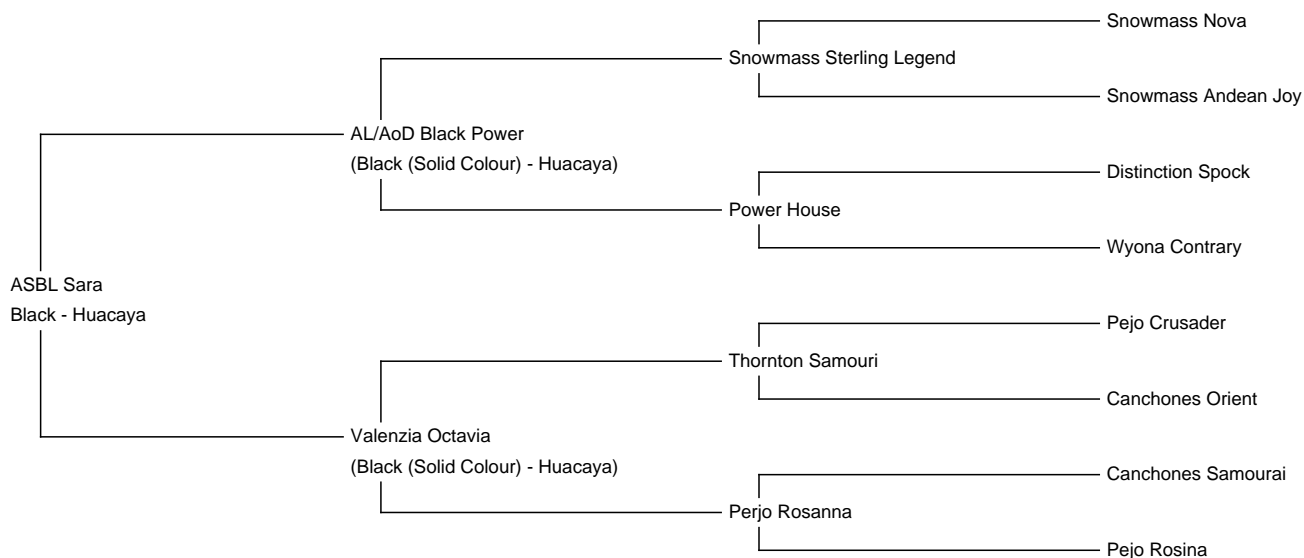 Snowmass Nova
Snowmass Sterling Legend
Snowmass Andean Joy
AL/AoD Black Power
(Black (Solid Colour) - Huacaya)
Distinction Spock
Power House
Wyona Contrary
ASBL Sara
Black - Huacaya
Pejo Crusader
Thornton Samouri
Canchones Orient
Valenzia Octavia
(Black (Solid Colour) - Huacaya)
Canchones Samourai
Perjo Rosanna
Pejo Rosina